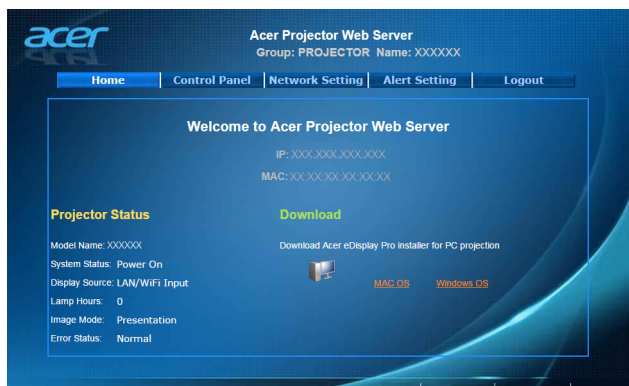 acer
Acer Projector Web Server
Group: PROJECTOR Name: XXXXXX
Home Control Panel Network Setting Alert Setting Logout
Welcome to Acer Projector Web Server
IP: XXX.XXX.XXX.XXX
MAC: XX:XX:XX:XX:XX:XX
Projector Status
Model Name: XXXXXX
System Status: Power On
Display Source: LAN/WiFi Input
Lamp Hours: 0
Image Mode: Presentation
Error Status: Normal
Download
Download Acer eDisplay Pro installer for PC projection
MAC OS Windows OS